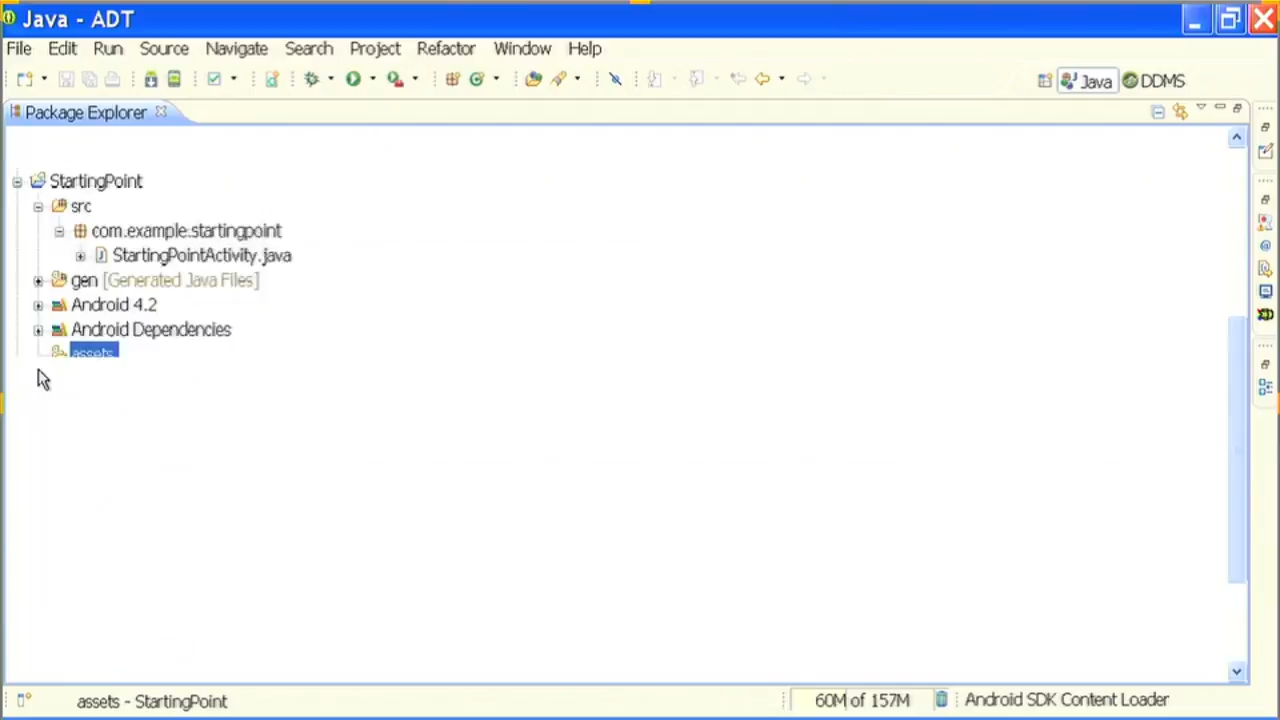 Java - ADT
File Edit Run Source Navigate Search Project Refactor Window Help
Java DDMS
Package Explorer
StartingPoint
src
com.example.startingpoint
StartingPointActivity.java
gen [Generated Java Files]
Android 4.2
Android Dependencies
assets
assets - StartingPoint
60M of 157M
Android SDK Content Loader